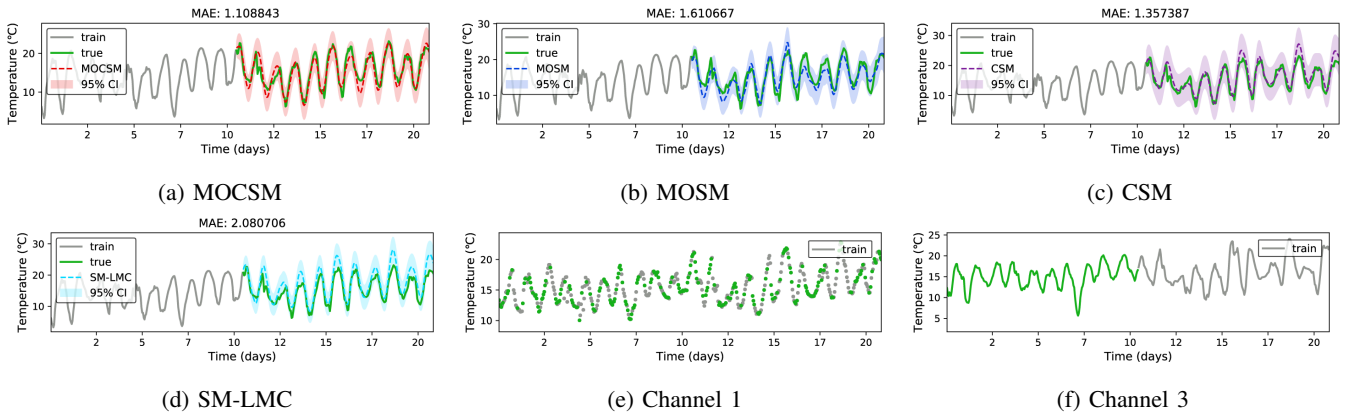 MAE: 1.108843
Temperature (℃)
20
10
train
true
MOCSM
95% CI
2 5 7 10 12 15 17 20
Time (days)
(a) MOCSM
MAE: 1.610667
Temperature (℃)
30
20
10
train
true
MOSM
95% CI
2 5 7 10 12 15 17 20
Time (days)
(b) MOSM
MAE: 1.357387
Temperature (℃)
30
20
10
train
true
CSM
95% CI
2 5 7 10 12 15 17 20
Time (days)
(c) CSM
MAE: 2.080706
Temperature (℃)
30
20
10
train
true
SM-LMC
95% CI
2 5 7 10 12 15 17 20
Time (days)
(d) SM-LMC
Temperature (℃)
20
15
10
train
2 5 7 10 12 15 17 20
Time (days)
(e) Channel 1
Temperature (℃)
25
20
15
10
5
train
2 5 7 10 12 15 17 20
Time (days)
(f) Channel 3